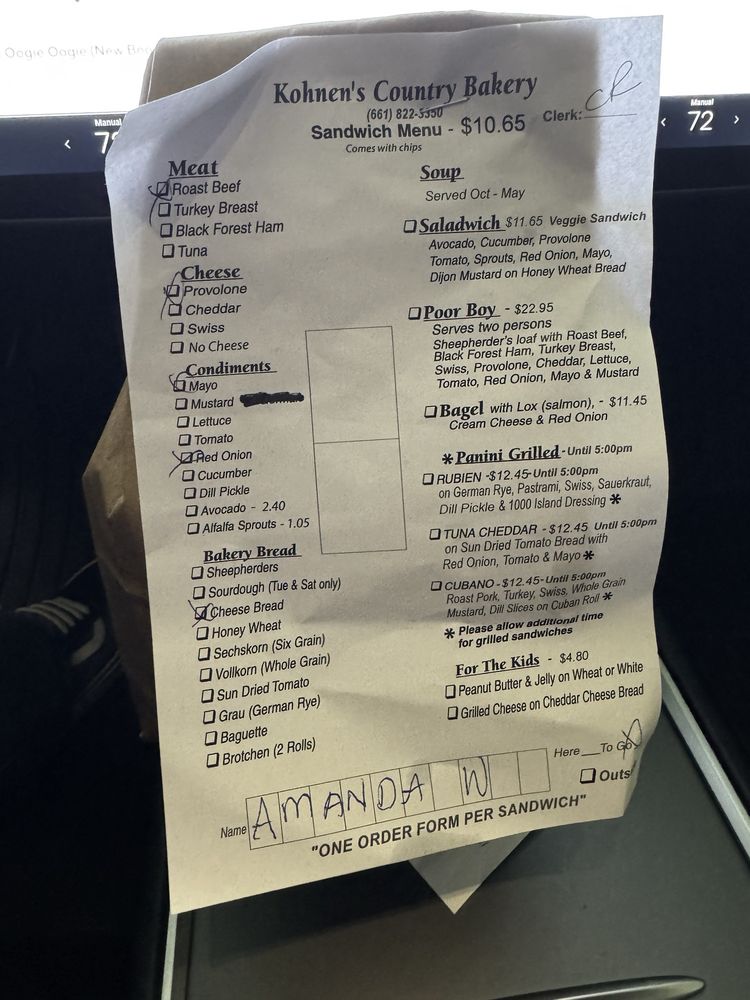 Oogie Oogie (New Bo
Manual
Manual
72
Kohnen's Country Bakery
(661) 822-3350
Sandwich Menu - $10.65
Comes with chips
Clerk: CR
Meat
Roast Beef
Turkey Breast
Black Forest Ham
Tuna
Cheese
Provolone
Cheddar
Swiss
No Cheese
Condiments
Mayo
Mustard
Lettuce
Tomato
Red Onion
Cucumber
Dill Pickle
Avocado - 2.40
Alfalfa Sprouts - 1.05
Bakery Bread
Sheepherders
Sourdough (Tue & Sat only)
Cheese Bread
Honey Wheat
Sechskorn (Six Grain)
Vollkorn (Whole Grain)
Sun Dried Tomato
Grau (German Rye)
Baguette
Brotchen (2 Rolls)
Soup
Served Oct - May
Saladwich $11.65 Veggie Sandwich
Avocado, Cucumber, Provolone
Tomato, Sprouts, Red Onion, Mayo,
Dijon Mustard on Honey Wheat Bread
Poor Boy - $22.95
Serves two persons
Sheepherder's loaf with Roast Beef,
Black Forest Ham, Turkey Breast,
Swiss, Provolone, Cheddar, Lettuce,
Tomato, Red Onion, Mayo & Mustard
Bagel with Lox (salmon), - $11.45
Cream Cheese & Red Onion
* Panini Grilled - Until 5:00pm
RUBIEN - $12.45- Until 5:00pm
on German Rye, Pastrami, Swiss, Sauerkraut,
Dill Pickle & 1000 Island Dressing *
TUNA CHEDDAR - $12.45 Until 5:00pm
on Sun Dried Tomato Bread with
Red Onion, Tomato & Mayo *
CUBANO - $12.45- Until 5:00pm
Roast Pork, Turkey, Swiss, Whole Grain
Mustard, Dill Slices on Cuban Roll *
* Please allow additional time
for grilled sandwiches
For The Kids - $4.80
Peanut Butter & Jelly on Wheat or White
Grilled Cheese on Cheddar Cheese Bread
Here To Go
Outs
Name AMANDA W
"ONE ORDER FORM PER SANDWICH"